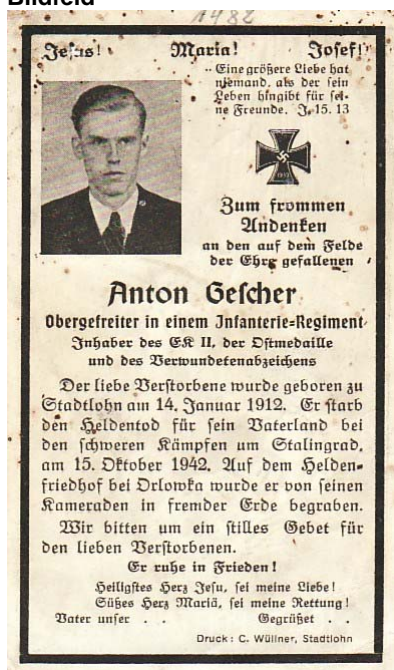 Bildfeld
1482
Jesus! Maria! Josef!
Eine größere Liebe hat
niemand, als der sein
Leben hingibt für sei-
ne Freunde. J. 15. 13
Zum frommen
Andenken
an den auf dem Felde
der Ehre gefallenen
Anton Gescher
Obergefreiter in einem Infanterie-Regiment
Inhaber des EK II, der Ostmedaille
und des Verwundetenabzeichens
Der liebe Verstorbene wurde geboren zu
Stadtlohn am 14. Januar 1912. Er starb
den Heldentod für sein Vaterland bei
den schweren Kämpfen um Stalingrad,
am 15. Oktober 1942. Auf dem Helden-
friedhof bei Orlowka wurde er von seinen
Kameraden in fremder Erde begraben.
Wir bitten um ein stilles Gebet für
den lieben Verstorbenen.
Er ruhe in Frieden!
Heiligstes Herz Jesu, sei meine Liebe!
Süßes Herz Mariä, sei meine Rettung!
Vater unser . . Gegrüßet . .
Druck: C. Wüllner, Stadtlohn